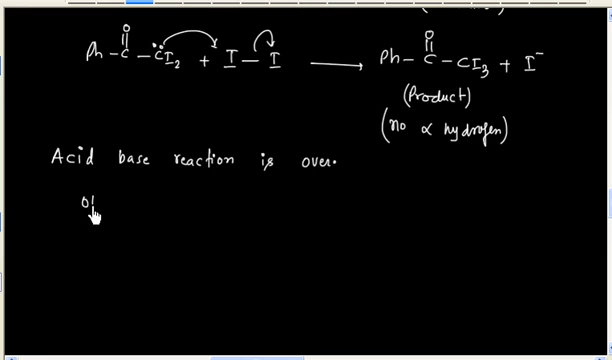 Ph - C(=O) - C̈I₂ + I - I ⟶ Ph - C(=O) - CI₃ + I⁻
(Product)
(no α hydrogen)
Acid base reaction is over.